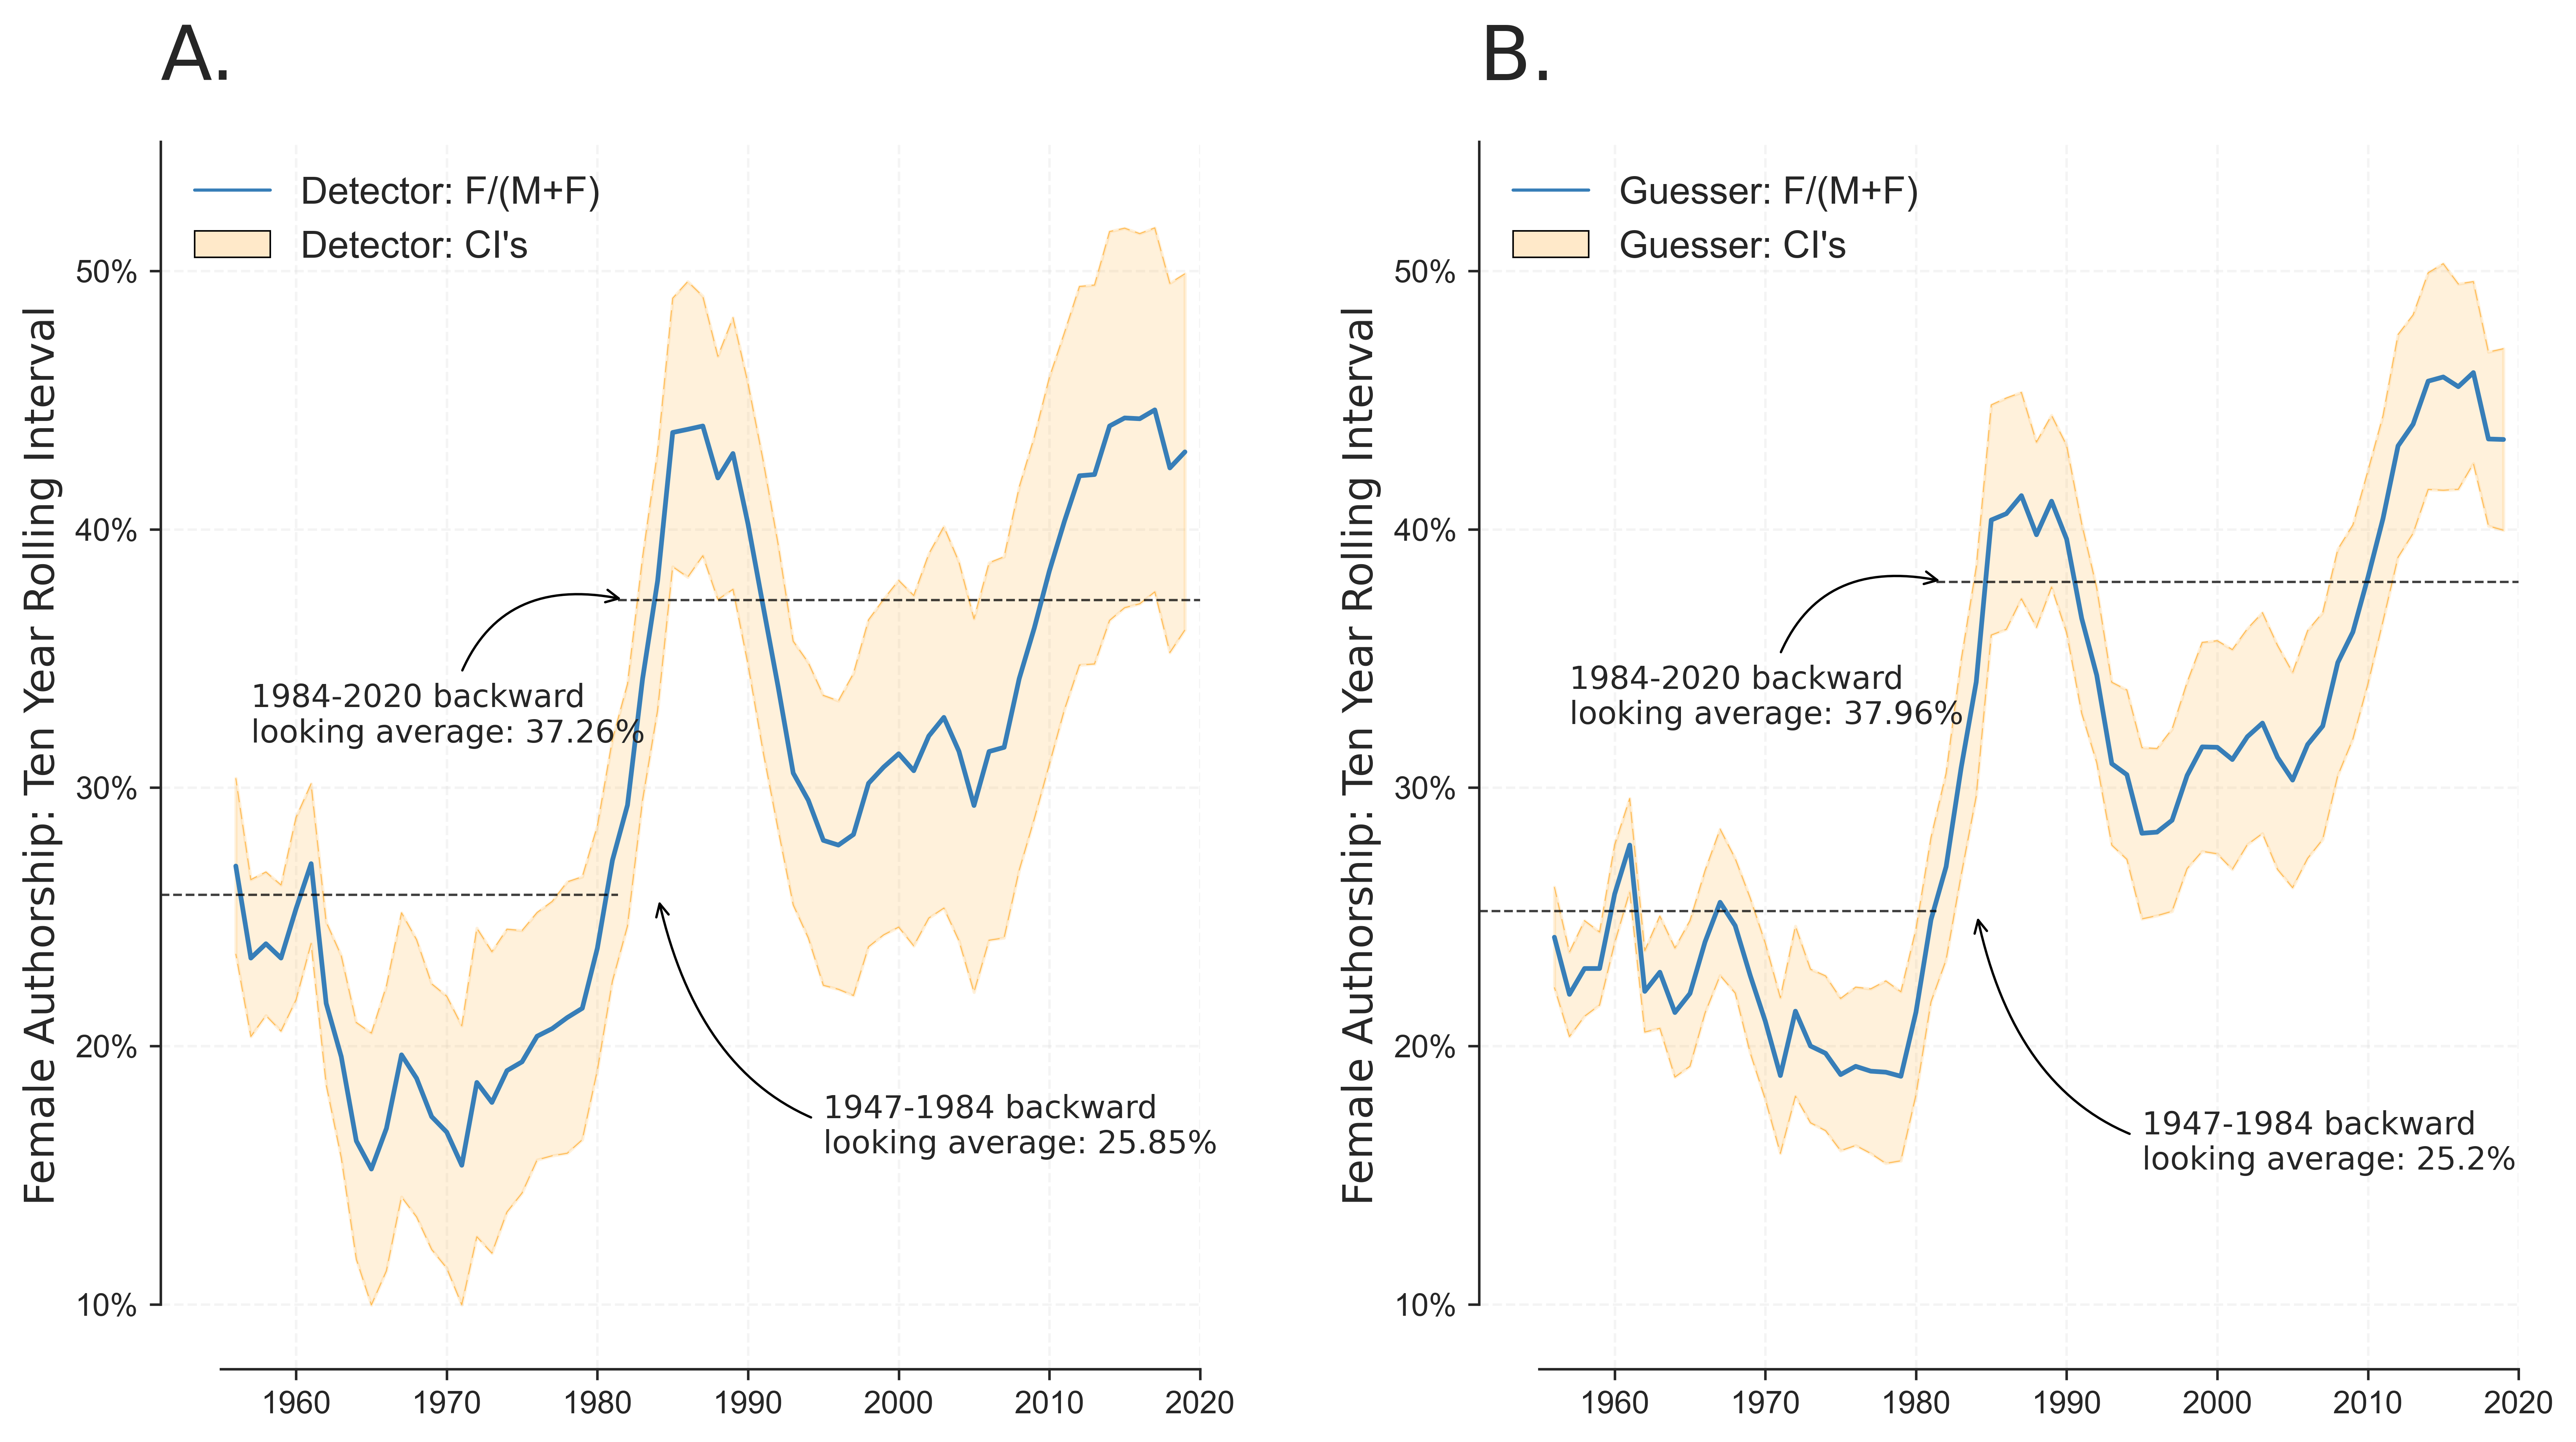 A.
Female Authorship: Ten Year Rolling Interval
Detector: F/(M+F)
Detector: CI's
50%
40%
30%
20%
10%
1984-2020 backward
looking average: 37.26%
1947-1984 backward
looking average: 25.85%
1960 1970 1980 1990 2000 2010 2020
B.
Female Authorship: Ten Year Rolling Interval
Guesser: F/(M+F)
Guesser: CI's
50%
40%
30%
20%
10%
1984-2020 backward
looking average: 37.96%
1947-1984 backward
looking average: 25.2%
1960 1970 1980 1990 2000 2010 2020